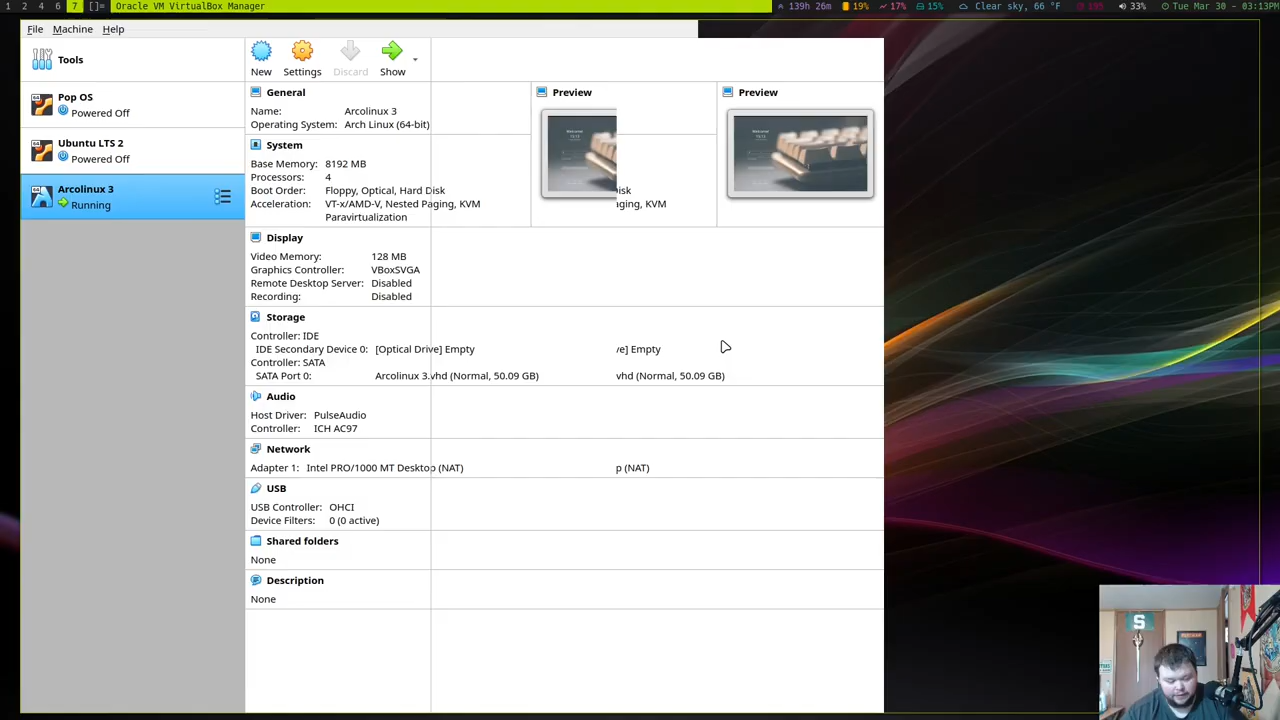 1 2 4 6 7 []= Oracle VM VirtualBox Manager 139h 26m 19% 17% 15% Clear sky, 66 °F 19% 33% Tue Mar 30 - 03:13PM
File Machine Help
Tools
New Settings Discard Show
Pop OS
Powered Off
Ubuntu LTS 2
Powered Off
Arcolinux 3
Running
General
Name: Arcolinux 3
Operating System: Arch Linux (64-bit)
System
Base Memory: 8192 MB
Processors: 4
Boot Order: Floppy, Optical, Hard Disk
Acceleration: VT-x/AMD-V, Nested Paging, KVM
Paravirtualization
Preview
Preview
isk
aging, KVM
Display
Video Memory: 128 MB
Graphics Controller: VBoxSVGA
Remote Desktop Server: Disabled
Recording: Disabled
Storage
Controller: IDE
IDE Secondary Device 0: [Optical Drive] Empty ve] Empty
Controller: SATA
SATA Port 0: Arcolinux 3.vhd (Normal, 50.09 GB) vhd (Normal, 50.09 GB)
Audio
Host Driver: PulseAudio
Controller: ICH AC97
Network
Adapter 1: Intel PRO/1000 MT Desktop (NAT) p (NAT)
USB
USB Controller: OHCI
Device Filters: 0 (0 active)
Shared folders
None
Description
None
S